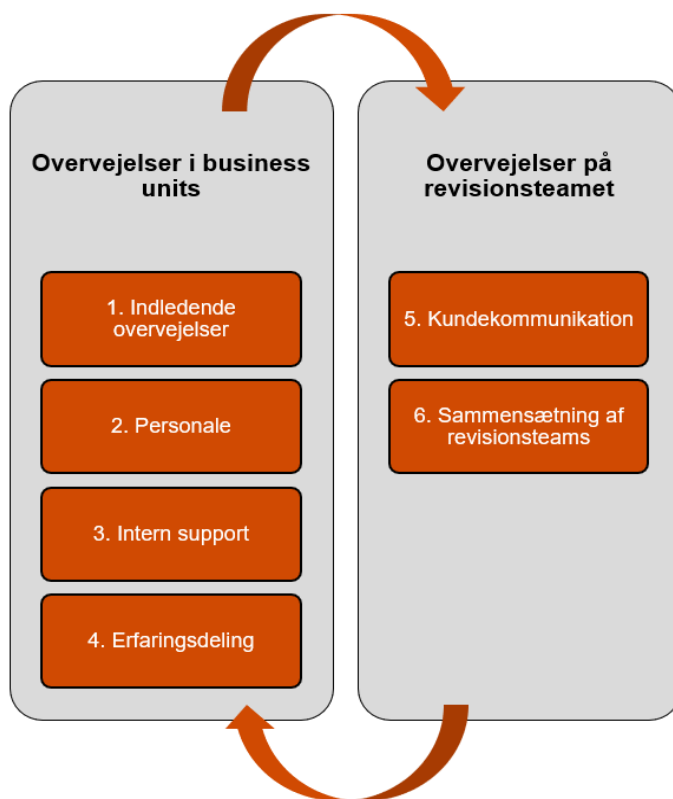 Overvejelser i business
units
1. Indledende
overvejelser
2. Personale
3. Intern support
4. Erfaringsdeling
Overvejelser på
revisionsteamet
5. Kundekommunikation
6. Sammensætning af
revisionsteams